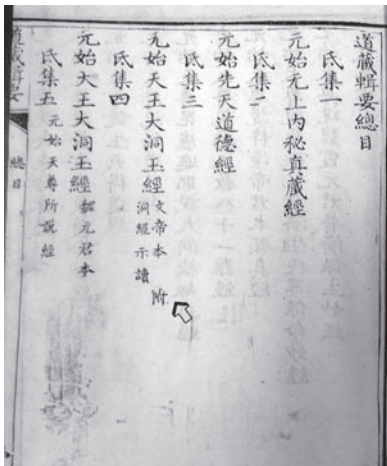 道藏輯要總目
氐集一
元始无上内秘真藏經
氐集二
元始先天道德經
氐集三
元始天王大洞玉經 文帝本 洞經示讀 附
氐集四
元始天王大洞玉經 魏元君本
氐集五 元始天尊所說經
道藏輯要 總目